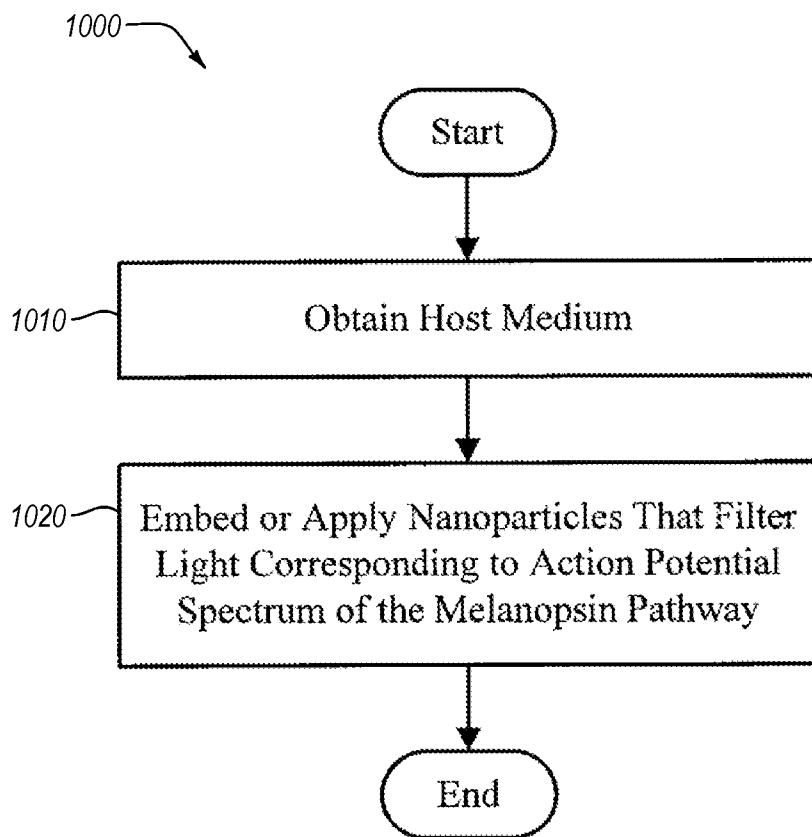 1000
Start
1010
Obtain Host Medium
1020
Embed or Apply Nanoparticles That Filter
Light Corresponding to Action Potential
Spectrum of the Melanopsin Pathway
End